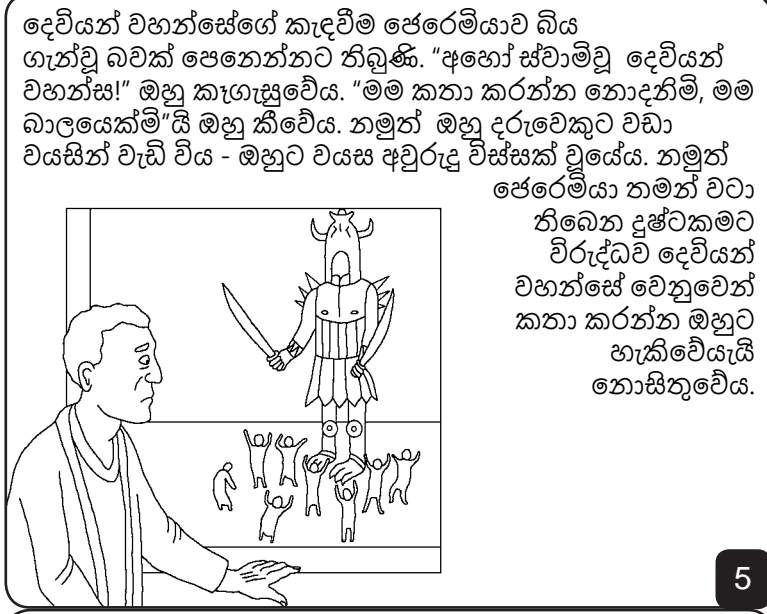 දෙවියන් වහන්සේගේ කැඳවීම ජෙරෙමියාව බිය
ගැන්වූ බවක් පෙනෙන්නට තිබුණි. “අහෝ ස්වාමිවූ දෙවියන්
වහන්ස!” ඔහු කෑගැසුවේය. “මම කතා කරන්න නොදනිමි, මම
බාලයෙක්මි”යි ඔහු කීවේය. නමුත් ඔහු දරුවෙකුට වඩා
වයසින් වැඩි විය - ඔහුට වයස අවුරුදු විස්සක් වූයේය. නමුත්
ජෙරෙමියා තමන් වටා
තිබෙන දුෂ්ටකමට
විරුද්ධව දෙවියන්
වහන්සේ වෙනුවෙන්
කතා කරන්න ඔහුට
හැකිවේයැයි
නොසිතුවේය.
5